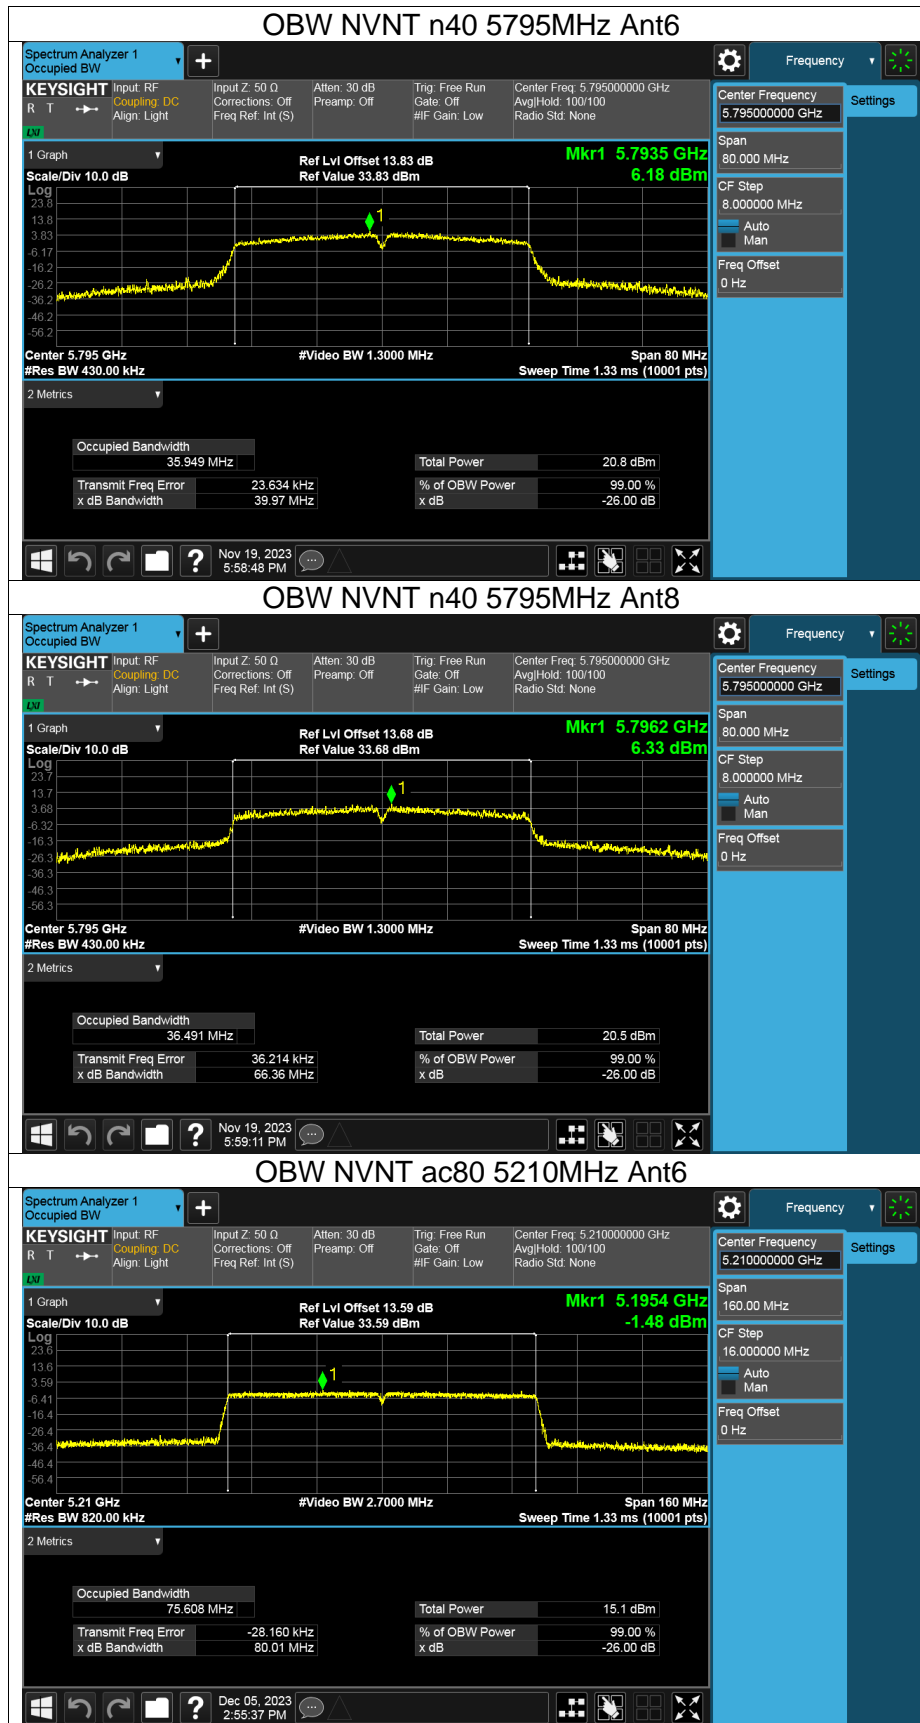 OBW NVNT n40 5795MHz Ant6
Spectrum Analyzer 1
Occupied BW
+
Frequency
KEYSIGHT
R T
LXI
Input: RF
Coupling: DC
Align: Light
Input Z: 50 Ω
Corrections: Off
Freq Ref: Int (S)
Atten: 30 dB
Preamp: Off
Trig: Free Run
Gate: Off
#IF Gain: Low
Center Freq: 5.795000000 GHz
Avg|Hold: 100/100
Radio Std: None
Center Frequency
5.795000000 GHz
Settings
Span
80.000 MHz
CF Step
8.000000 MHz
Auto
Man
Freq Offset
0 Hz
1 Graph
Scale/Div 10.0 dB
Ref Lvl Offset 13.83 dB
Ref Value 33.83 dBm
Mkr1 5.7935 GHz
6.18 dBm
Log
23.8
13.8
3.83
-6.17
-16.2
-26.2
-36.2
-46.2
-56.2
1
Center 5.795 GHz
#Res BW 430.00 kHz
#Video BW 1.3000 MHz
Span 80 MHz
Sweep Time 1.33 ms (10001 pts)
2 Metrics
Occupied Bandwidth
35.949 MHz
Total Power 20.8 dBm
Transmit Freq Error 23.634 kHz
% of OBW Power 99.00 %
x dB Bandwidth 39.97 MHz
x dB -26.00 dB
?
Nov 19, 2023
5:58:48 PM
OBW NVNT n40 5795MHz Ant8
Spectrum Analyzer 1
Occupied BW
+
Frequency
KEYSIGHT
R T
LXI
Input: RF
Coupling: DC
Align: Light
Input Z: 50 Ω
Corrections: Off
Freq Ref: Int (S)
Atten: 30 dB
Preamp: Off
Trig: Free Run
Gate: Off
#IF Gain: Low
Center Freq: 5.795000000 GHz
Avg|Hold: 100/100
Radio Std: None
Center Frequency
5.795000000 GHz
Settings
Span
80.000 MHz
CF Step
8.000000 MHz
Auto
Man
Freq Offset
0 Hz
1 Graph
Scale/Div 10.0 dB
Ref Lvl Offset 13.68 dB
Ref Value 33.68 dBm
Mkr1 5.7962 GHz
6.33 dBm
Log
23.7
13.7
3.68
-6.32
-16.3
-26.3
-36.3
-46.3
-56.3
1
Center 5.795 GHz
#Res BW 430.00 kHz
#Video BW 1.3000 MHz
Span 80 MHz
Sweep Time 1.33 ms (10001 pts)
2 Metrics
Occupied Bandwidth
36.491 MHz
Total Power 20.5 dBm
Transmit Freq Error 36.214 kHz
% of OBW Power 99.00 %
x dB Bandwidth 66.36 MHz
x dB -26.00 dB
?
Nov 19, 2023
5:59:11 PM
OBW NVNT ac80 5210MHz Ant6
Spectrum Analyzer 1
Occupied BW
+
Frequency
KEYSIGHT
R T
LXI
Input: RF
Coupling: DC
Align: Light
Input Z: 50 Ω
Corrections: Off
Freq Ref: Int (S)
Atten: 30 dB
Preamp: Off
Trig: Free Run
Gate: Off
#IF Gain: Low
Center Freq: 5.210000000 GHz
Avg|Hold: 100/100
Radio Std: None
Center Frequency
5.210000000 GHz
Settings
Span
160.00 MHz
CF Step
16.000000 MHz
Auto
Man
Freq Offset
0 Hz
1 Graph
Scale/Div 10.0 dB
Ref Lvl Offset 13.59 dB
Ref Value 33.59 dBm
Mkr1 5.1954 GHz
-1.48 dBm
Log
23.6
13.6
3.59
-6.41
-16.4
-26.4
-36.4
-46.4
-56.4
1
Center 5.21 GHz
#Res BW 820.00 kHz
#Video BW 2.7000 MHz
Span 160 MHz
Sweep Time 1.33 ms (10001 pts)
2 Metrics
Occupied Bandwidth
75.608 MHz
Total Power 15.1 dBm
Transmit Freq Error -28.160 kHz
% of OBW Power 99.00 %
x dB Bandwidth 80.01 MHz
x dB -26.00 dB
?
Dec 05, 2023
2:55:37 PM